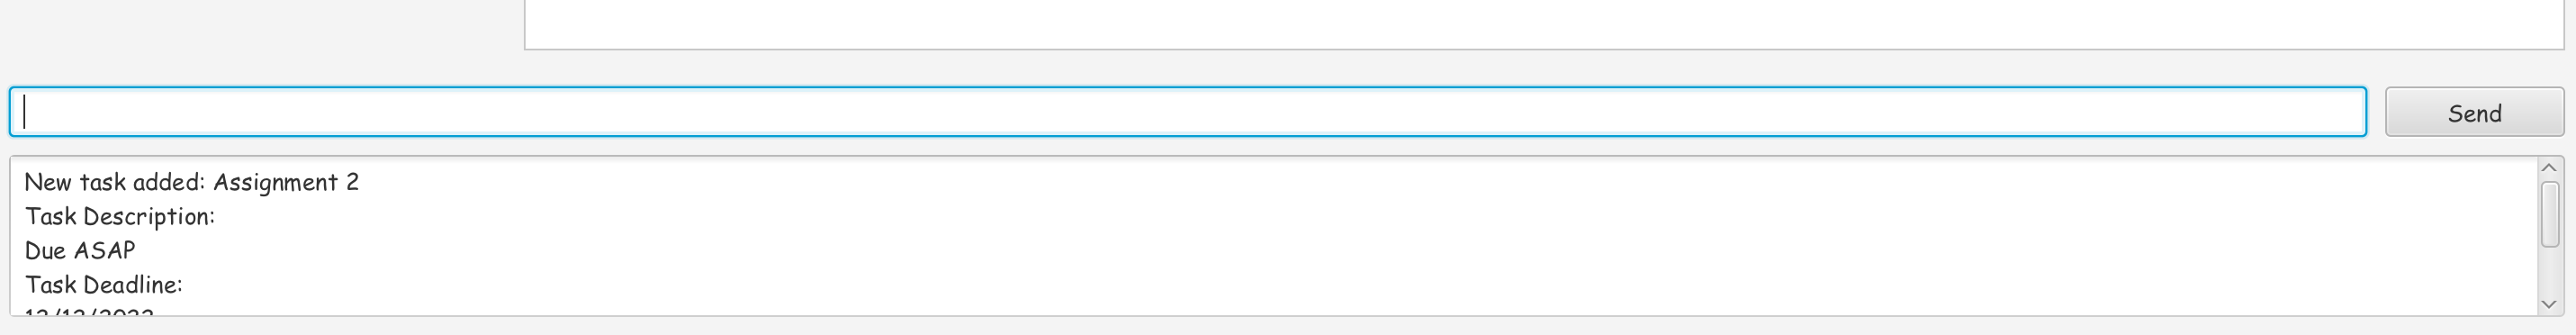 Send
New task added: Assignment 2
Task Description:
Due ASAP
Task Deadline: